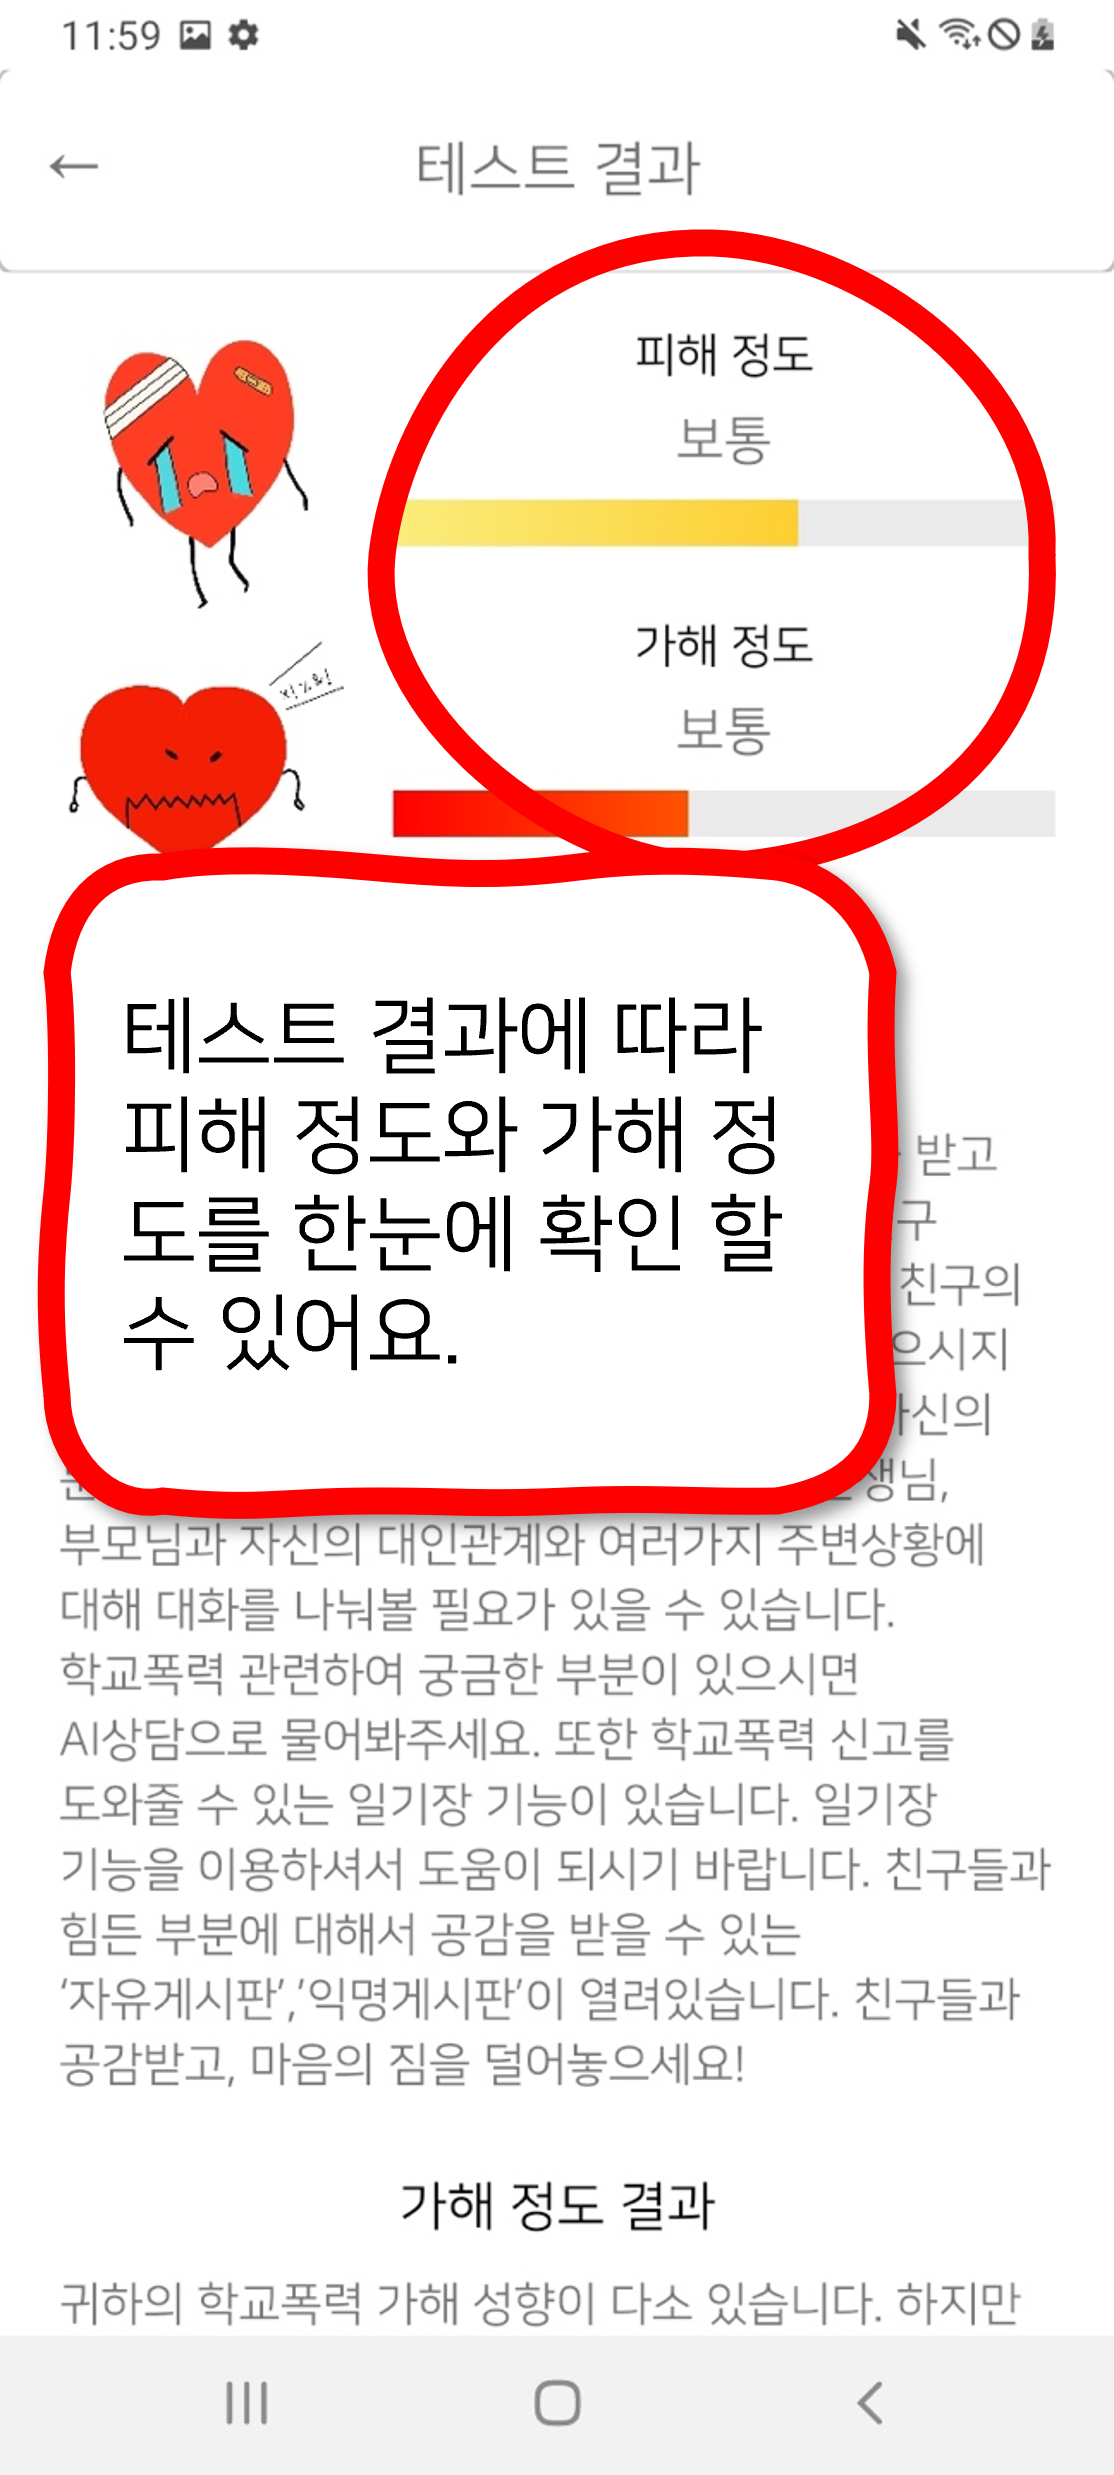 11:59
테스트 결과
피해 정도
보통
가해 정도
보통
테스트 결과에 따라
피해 정도와 가해 정
도를 한눈에 확인 할
수 있어요.
받고
구
친구의
으시지
신의
생님,
부모님과 자신의 대인관계와 여러가지 주변상황에
대해 대화를 나눠볼 필요가 있을 수 있습니다.
학교폭력 관련하여 궁금한 부분이 있으시면
AI상담으로 물어봐주세요. 또한 학교폭력 신고를
도와줄 수 있는 일기장 기능이 있습니다. 일기장
기능을 이용하셔서 도움이 되시기 바랍니다. 친구들과
힘든 부분에 대해서 공감을 받을 수 있는
‘자유게시판’,’익명게시판’이 열려있습니다. 친구들과
공감받고, 마음의 짐을 덜어놓으세요!
가해 정도 결과
귀하의 학교폭력 가해 성향이 다소 있습니다. 하지만